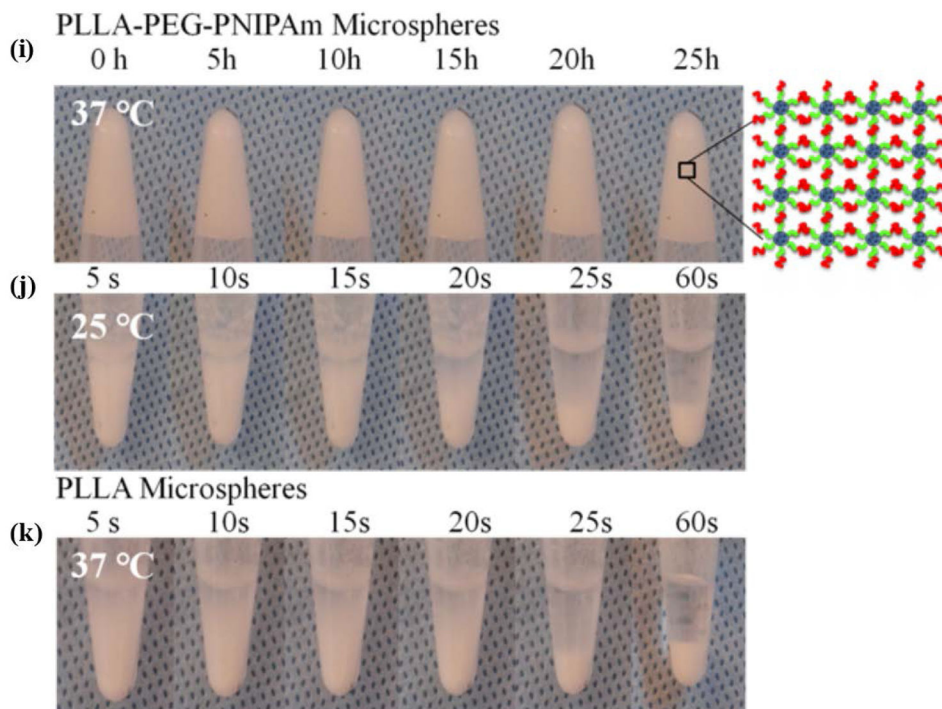 PLLA-PEG-PNIPAm Microspheres
(i)
0 h 5h 10h 15h 20h 25h
37 °C
(j)
5 s 10s 15s 20s 25s 60s
25 °C
PLLA Microspheres
(k)
5 s 10s 15s 20s 25s 60s
37 °C